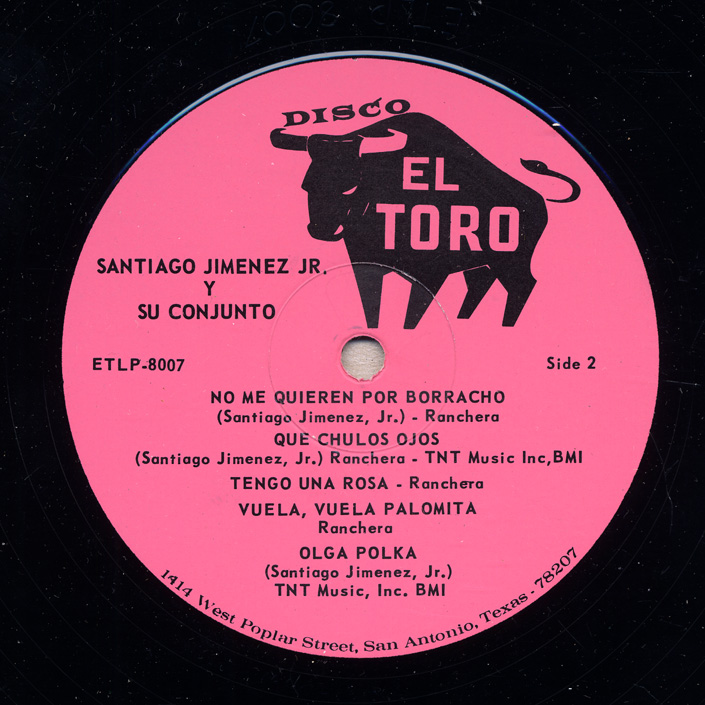 DISCO
EL
TORO
SANTIAGO JIMENEZ JR.
Y
SU CONJUNTO
ETLP-8007
Side 2
NO ME QUIEREN POR BORRACHO
(Santiago Jimenez, Jr.) - Ranchera
QUE CHULOS OJOS
(Santiago Jimenez, Jr.) Ranchera - TNT Music Inc,BMI
TENGO UNA ROSA - Ranchera
VUELA, VUELA PALOMITA
Ranchera
OLGA POLKA
(Santiago Jimenez, Jr.)
TNT Music, Inc. BMI
1414 West Poplar Street, San Antonio, Texas - 78207